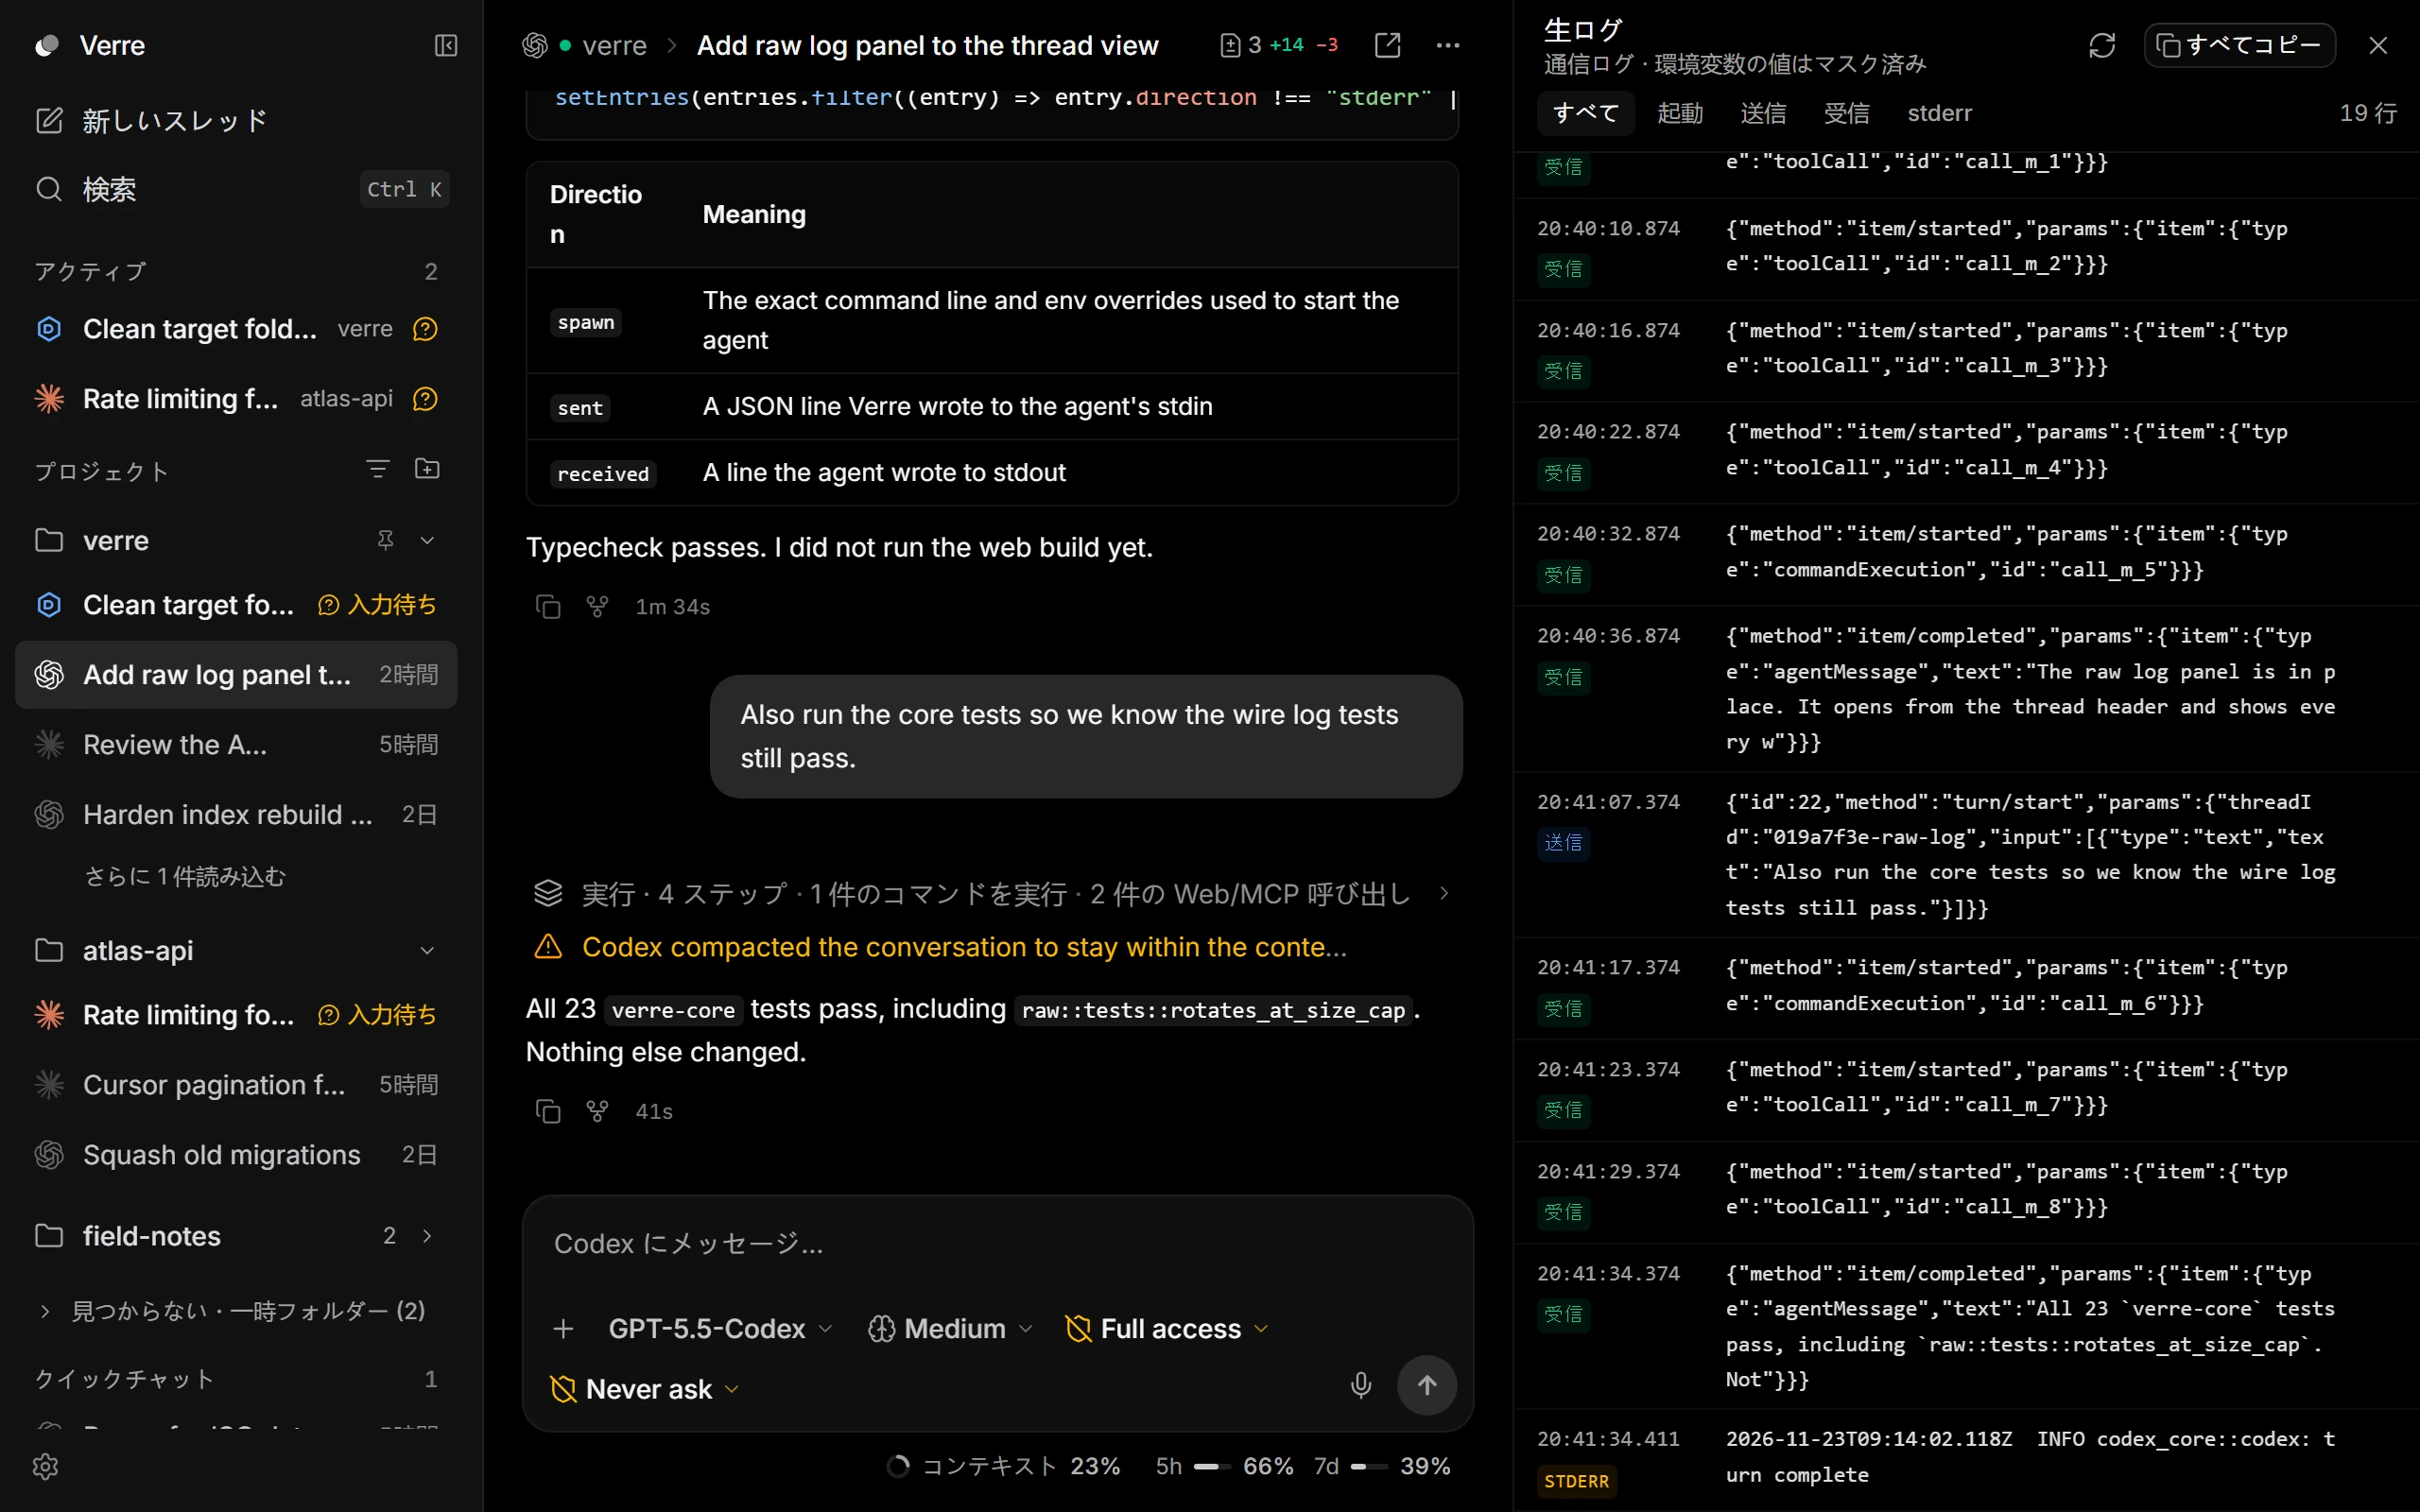 Verre
新しいスレッド
検索 Ctrl K
アクティブ 2
Clean target fold... verre
Rate limiting f... atlas-api
プロジェクト
verre
Clean target fo... 入力待ち
Add raw log panel t... 2時間
Review the A... 5時間
Harden index rebuild ... 2日
さらに 1 件読み込む
atlas-api
Rate limiting fo... 入力待ち
Cursor pagination f... 5時間
Squash old migrations 2日
field-notes 2
見つからない・一時フォルダー (2)
クイックチャット 1
verre > Add raw log panel to the thread view 3 +14 -3
setEntries(entries.filter((entry) => entry.direction !== "stderr" |
Directio
n
Meaning
spawn
The exact command line and env overrides used to start the
agent
sent A JSON line Verre wrote to the agent's stdin
received A line the agent wrote to stdout
Typecheck passes. I did not run the web build yet.
1m 34s
Also run the core tests so we know the wire log tests
still pass.
実行 · 4 ステップ · 1 件のコマンドを実行 · 2 件の Web/MCP 呼び出し
Codex compacted the conversation to stay within the conte...
All 23 verre-core tests pass, including raw::tests::rotates_at_size_cap.
Nothing else changed.
41s
Codex にメッセージ...
GPT-5.5-Codex Medium Full access
Never ask
コンテキスト 23% 5h 66% 7d 39%
生ログ
通信ログ · 環境変数の値はマスク済み
すべてコピー
すべて 起動 送信 受信 stderr 19 行
受信
e":"toolCall","id":"call_m_1"}}}
20:40:10.874 {"method":"item/started","params":{"item":{"typ
受信 e":"toolCall","id":"call_m_2"}}}
20:40:16.874 {"method":"item/started","params":{"item":{"typ
受信 e":"toolCall","id":"call_m_3"}}}
20:40:22.874 {"method":"item/started","params":{"item":{"typ
受信 e":"toolCall","id":"call_m_4"}}}
20:40:32.874 {"method":"item/started","params":{"item":{"typ
受信 e":"commandExecution","id":"call_m_5"}}}
20:40:36.874 {"method":"item/completed","params":{"item":{"typ
受信 e":"agentMessage","text":"The raw log panel is in p
lace. It opens from the thread header and shows eve
ry w"}}}
20:41:07.374 {"id":22,"method":"turn/start","params":{"threadI
送信 d":"019a7f3e-raw-log","input":[{"type":"text","tex
t":"Also run the core tests so we know the wire log
tests still pass."}]}}
20:41:17.374 {"method":"item/started","params":{"item":{"typ
受信 e":"commandExecution","id":"call_m_6"}}}
20:41:23.374 {"method":"item/started","params":{"item":{"typ
受信 e":"toolCall","id":"call_m_7"}}}
20:41:29.374 {"method":"item/started","params":{"item":{"typ
受信 e":"toolCall","id":"call_m_8"}}}
20:41:34.374 {"method":"item/completed","params":{"item":{"typ
受信 e":"agentMessage","text":"All 23 `verre-core` tests
pass, including `raw::tests::rotates_at_size_cap`.
Not"}}}
20:41:34.411 2026-11-23T09:14:02.118Z  INFO codex_core::codex: t
STDERR urn complete